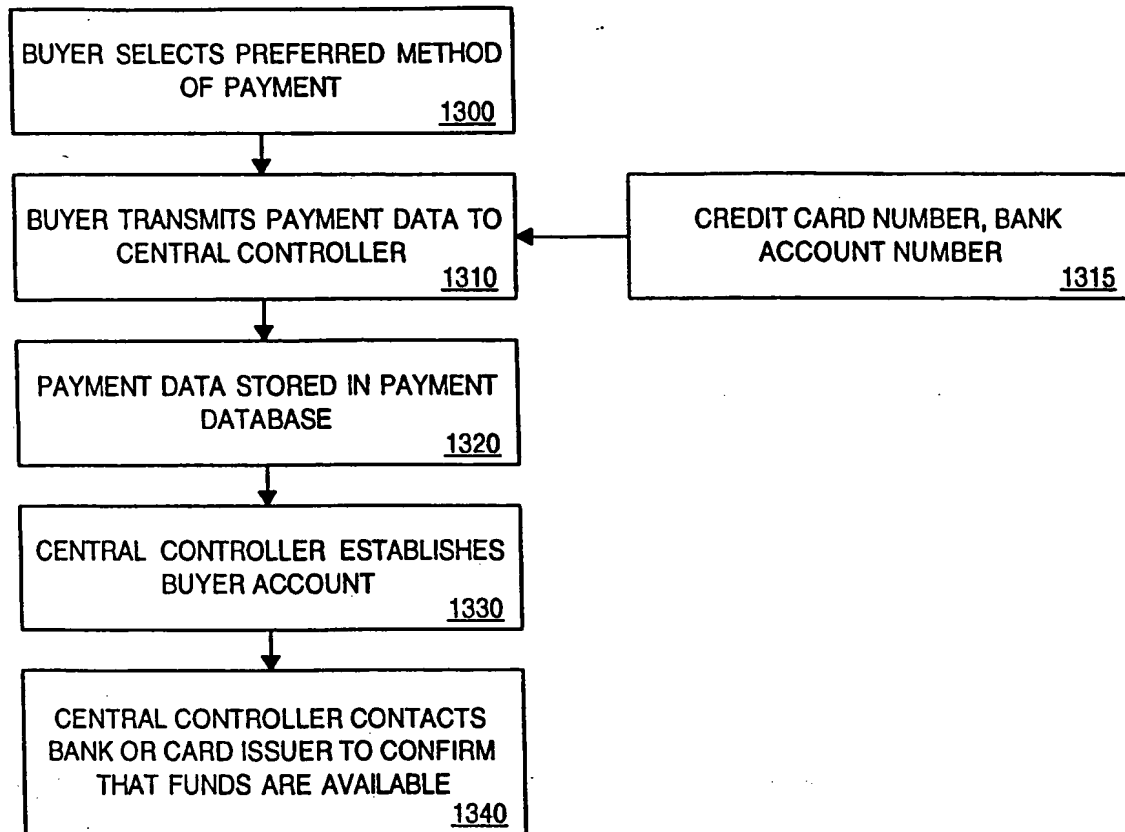 BUYER SELECTS PREFERRED METHOD
OF PAYMENT
1300
BUYER TRANSMITS PAYMENT DATA TO
CENTRAL CONTROLLER
1310
CREDIT CARD NUMBER, BANK
ACCOUNT NUMBER
1315
PAYMENT DATA STORED IN PAYMENT
DATABASE
1320
CENTRAL CONTROLLER ESTABLISHES
BUYER ACCOUNT
1330
CENTRAL CONTROLLER CONTACTS
BANK OR CARD ISSUER TO CONFIRM
THAT FUNDS ARE AVAILABLE
1340